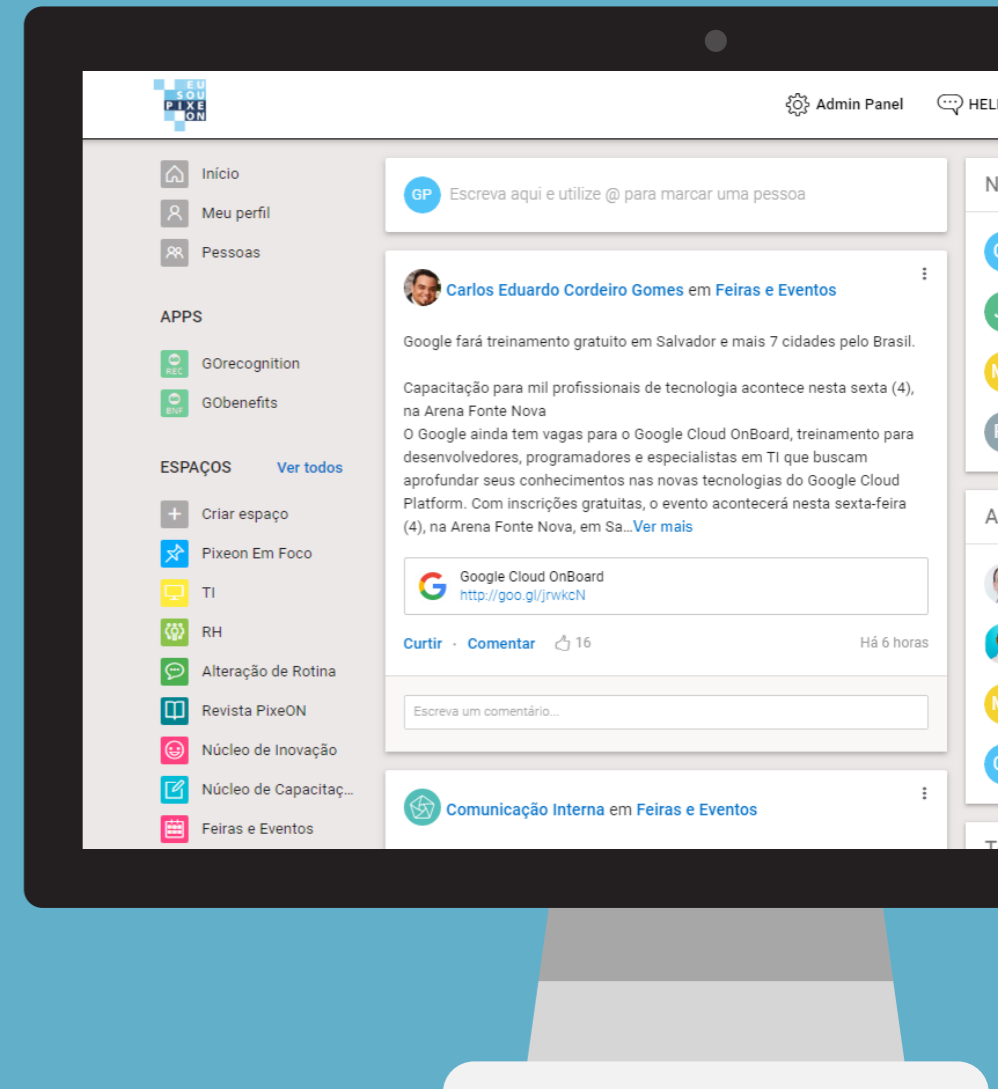 EU
SOU
PIXE
ON
Admin Panel
Início
Meu perfil
Pessoas
APPS
REC
GOrecognition
BNF
GObenefits
ESPAÇOS Ver todos
Criar espaço
Pixeon Em Foco
TI
RH
Alteração de Rotina
Revista PixeON
Núcleo de Inovação
Núcleo de Capacitaç...
Feiras e Eventos
GP Escreva aqui e utilize @ para marcar uma pessoa
Carlos Eduardo Cordeiro Gomes em Feiras e Eventos
Google fará treinamento gratuito em Salvador e mais 7 cidades pelo Brasil.
Capacitação para mil profissionais de tecnologia acontece nesta sexta (4),
na Arena Fonte Nova
O Google ainda tem vagas para o Google Cloud OnBoard, treinamento para
desenvolvedores, programadores e especialistas em TI que buscam
aprofundar seus conhecimentos nas novas tecnologias do Google Cloud
Platform. Com inscrições gratuitas, o evento acontecerá nesta sexta-feira
(4), na Arena Fonte Nova, em Sa...Ver mais
Google Cloud OnBoard
http://goo.gl/jrwkcN
Curtir · Comentar 16 Há 6 horas
Escreva um comentário...
Comunicação Interna em Feiras e Eventos